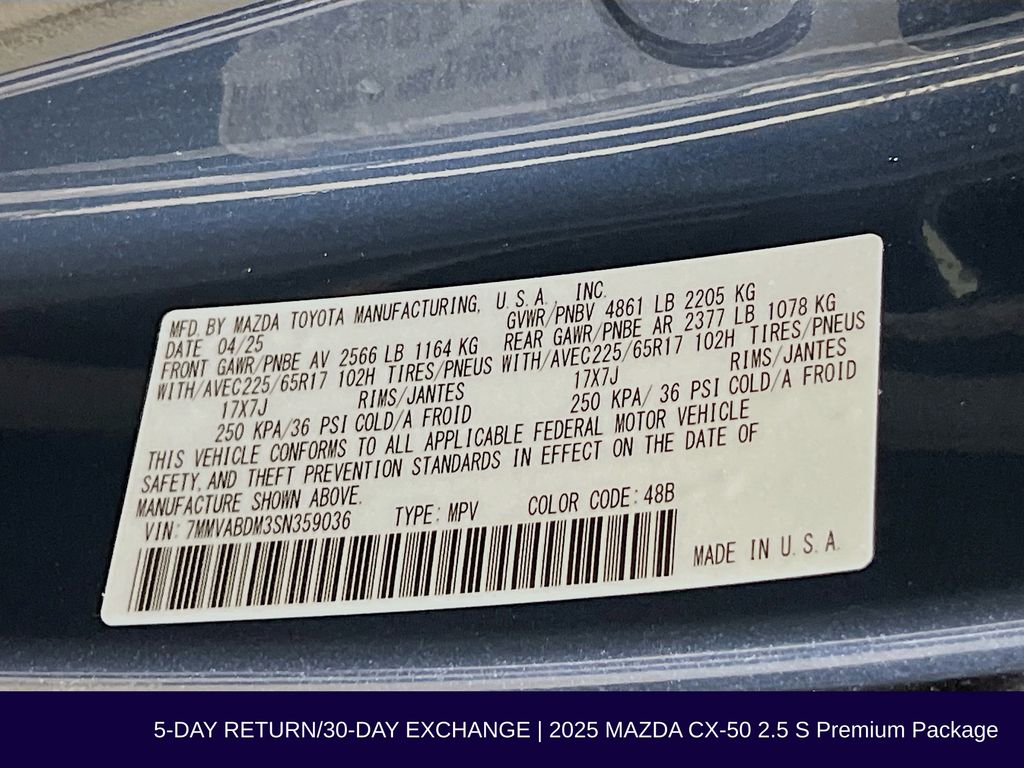 MFD. BY MAZDA TOYOTA MANUFACTURING, U.S.A., INC.
DATE 04/25 GVWR/PNBV 4861 LB 2205 KG
FRONT GAWR/PNBE AV 2566 LB 1164 KG REAR GAWR/PNBE AR 2377 LB 1078 KG
WITH/AVEC225/65R17 102H TIRES/PNEUS WITH/AVEC225/65R17 102H TIRES/PNEUS
17X7J RIMS/JANTES 17X7J RIMS/JANTES
250 KPA/36 PSI COLD/A FROID 250 KPA/ 36 PSI COLD/A FROID
THIS VEHICLE CONFORMS TO ALL APPLICABLE FEDERAL MOTOR VEHICLE
SAFETY, AND THEFT PREVENTION STANDARDS IN EFFECT ON THE DATE OF
MANUFACTURE SHOWN ABOVE.
VIN: 7MMVABDM3SN359036 TYPE: MPV COLOR CODE: 48B
MADE IN U.S.A.
5-DAY RETURN/30-DAY EXCHANGE | 2025 MAZDA CX-50 2.5 S Premium Package